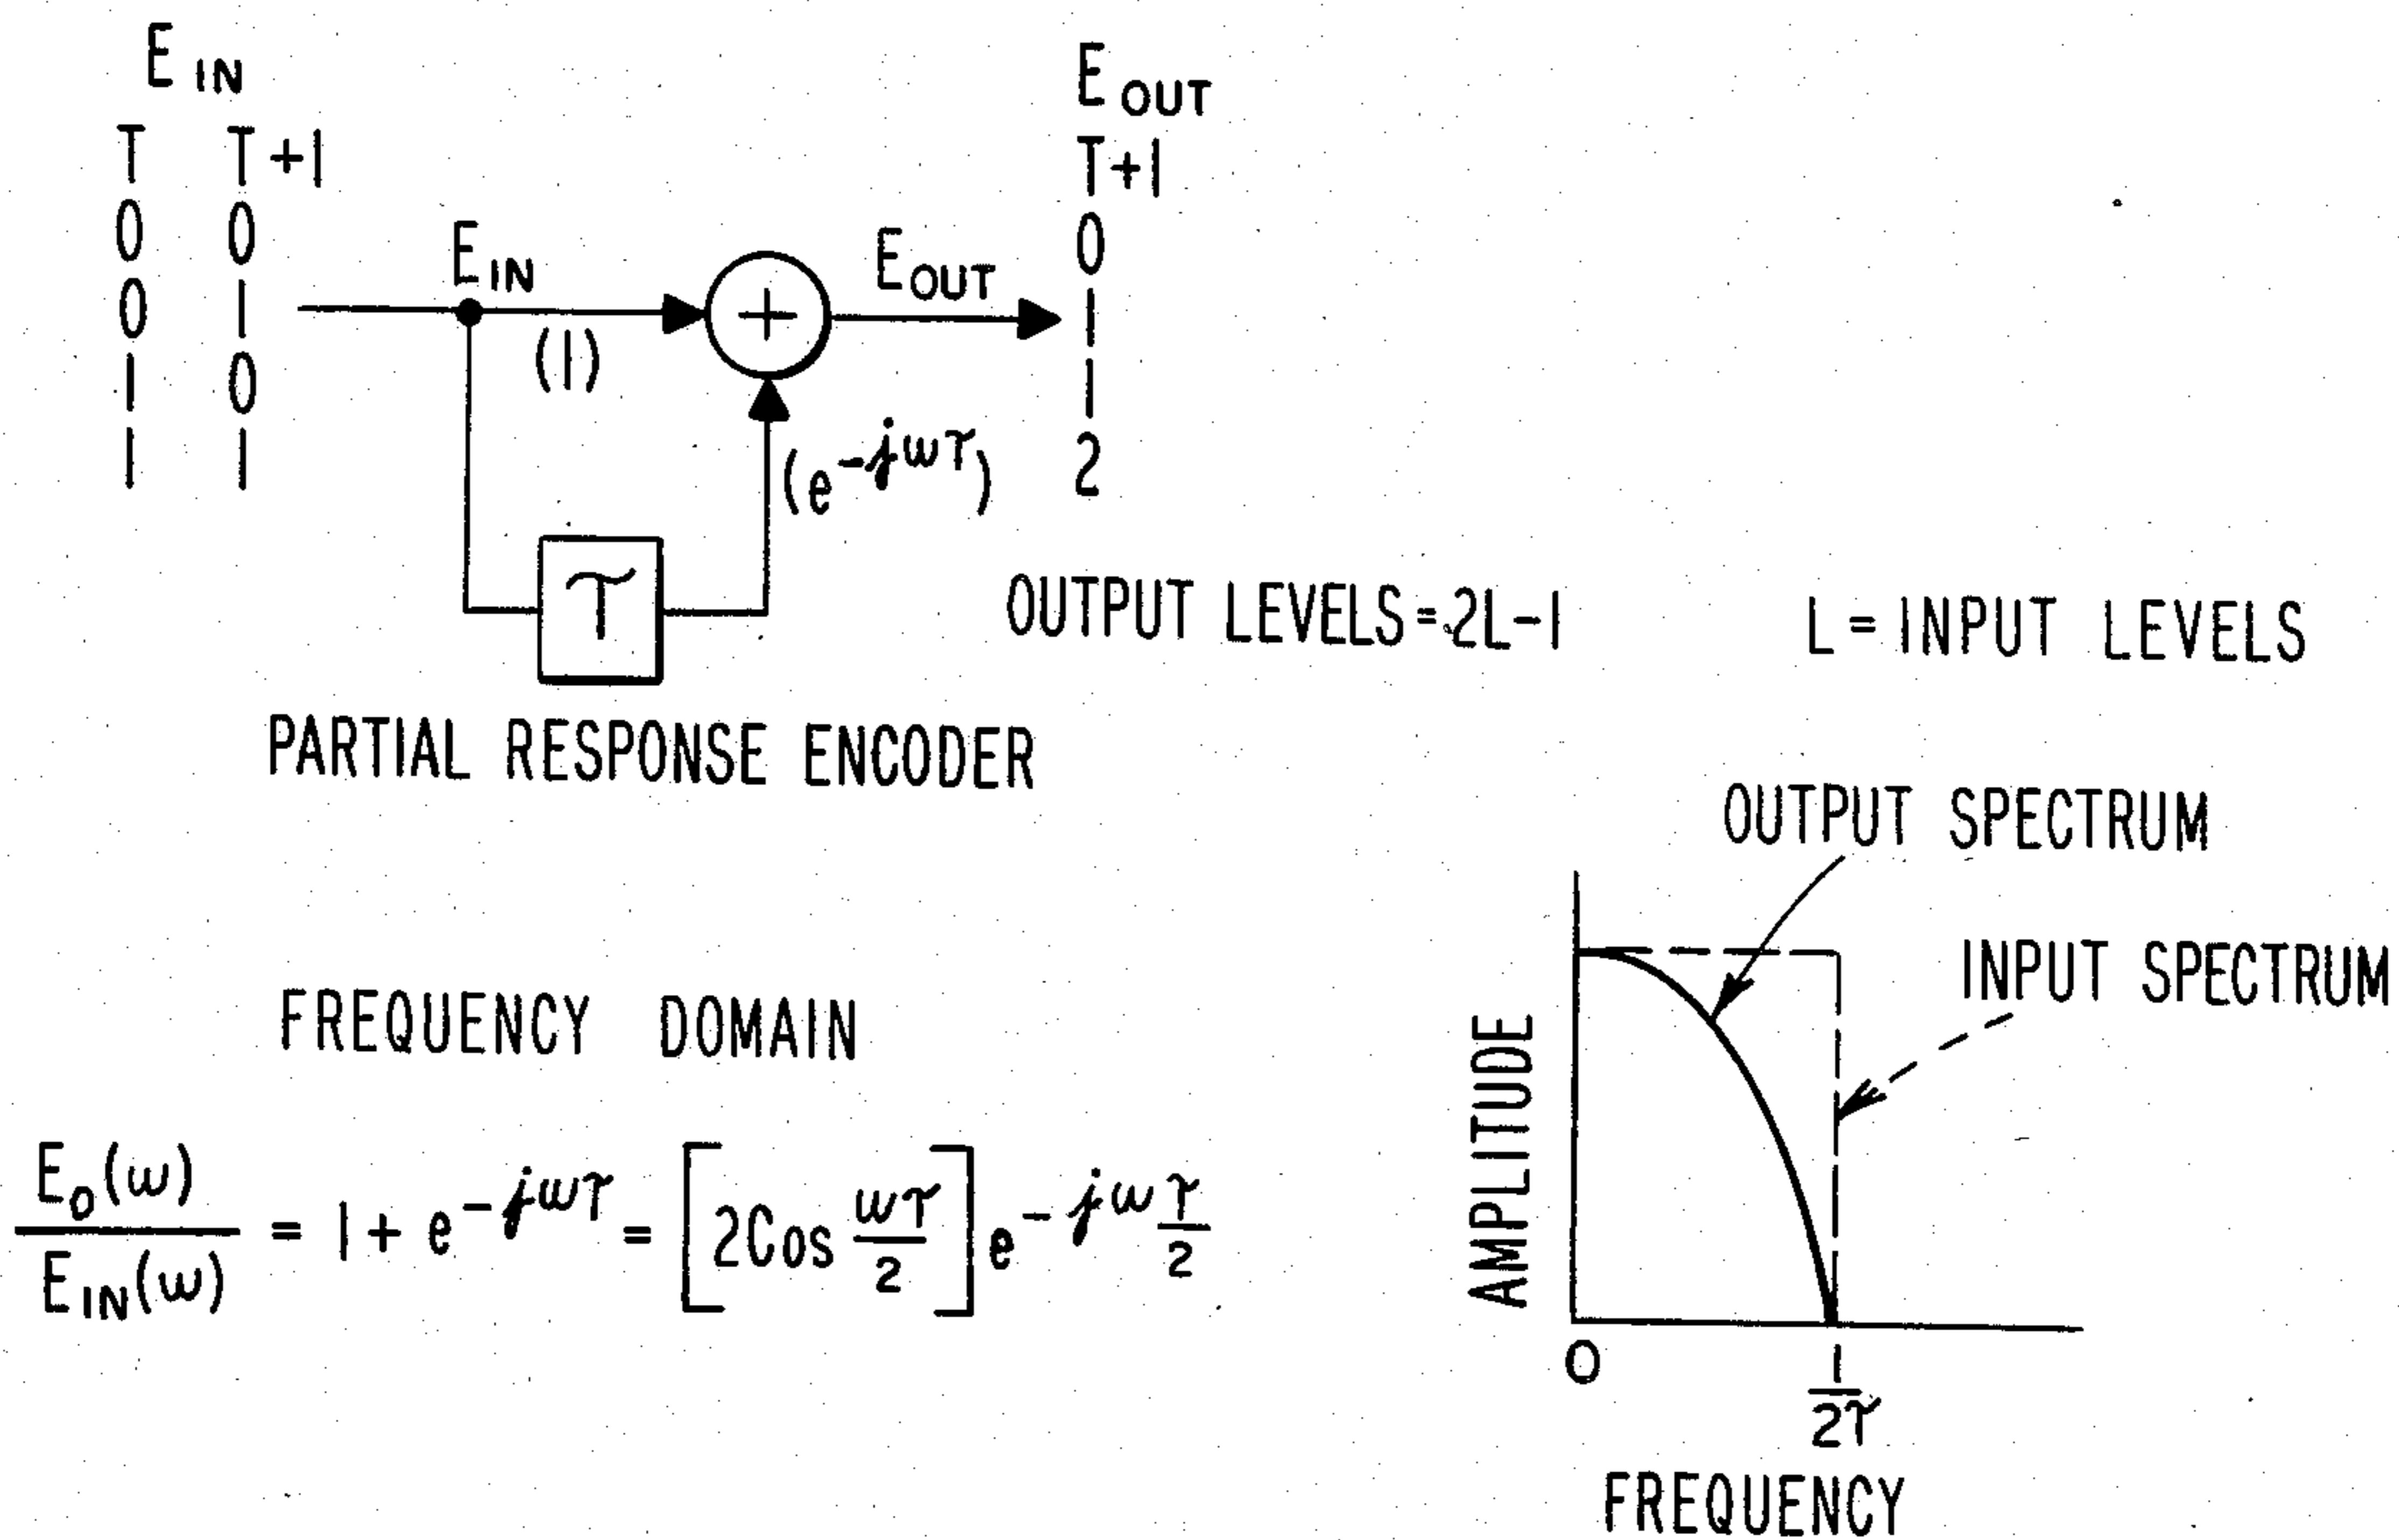 E IN
T T+1
0 0
0 1
1 0
1 1
E IN
(1)
+
E OUT
(e^-jωτ)
τ
E OUT
T+1
0
1
1
2
OUTPUT LEVELS = 2L-1
L = INPUT LEVELS
PARTIAL RESPONSE ENCODER
FREQUENCY DOMAIN
E₀(ω)/E IN(ω) = 1 + e^-jωτ = [2Cos ωτ/2] e^-jω τ/2
OUTPUT SPECTRUM
INPUT SPECTRUM
AMPLITUDE
0
1/2τ
FREQUENCY